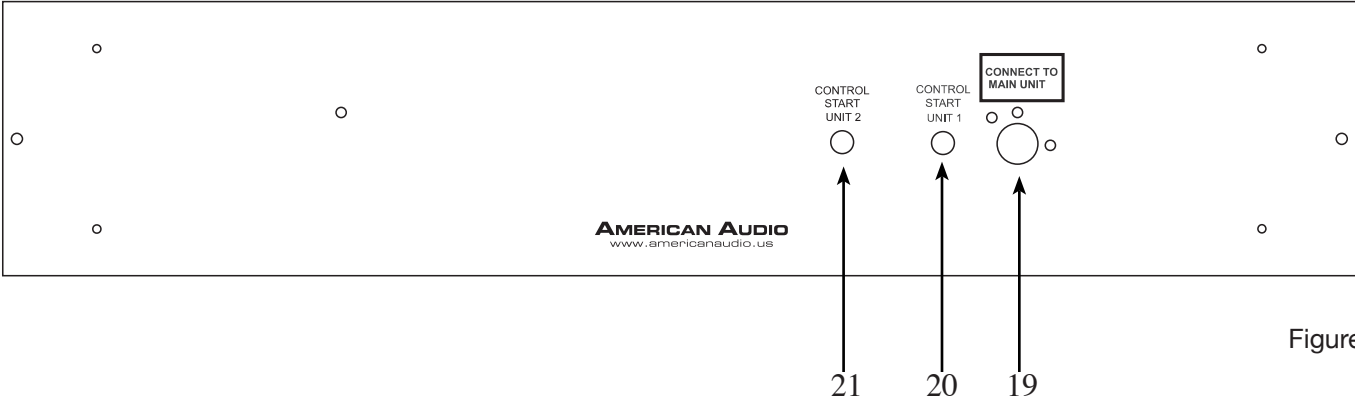 CONNECT TO
MAIN UNIT
CONTROL
START
UNIT 2
CONTROL
START
UNIT 1
AMERICAN AUDIO
www.americanaudio.us
Figure
21
20
19